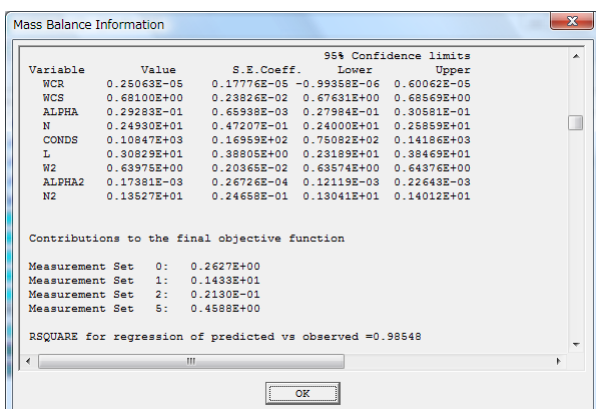 Mass Balance Information
95% Confidence limits
Variable Value S.E.Coeff. Lower Upper
WCR 0.25063E-05 0.17776E-05 -0.99358E-06 0.60062E-05
WCS 0.68100E+00 0.23826E-02 0.67631E+00 0.68569E+00
ALPHA 0.29283E-01 0.65938E-03 0.27984E-01 0.30581E-01
N 0.24930E+01 0.47207E-01 0.24000E+01 0.25859E+01
CONDS 0.10847E+03 0.16959E+02 0.75082E+02 0.14186E+03
L 0.30829E+01 0.38805E+00 0.23189E+01 0.38469E+01
W2 0.63975E+00 0.20365E-02 0.63574E+00 0.64376E+00
ALPHA2 0.17381E-03 0.26726E-04 0.12119E-03 0.22643E-03
N2 0.13527E+01 0.24658E-01 0.13041E+01 0.14012E+01
Contributions to the final objective function
Measurement Set 0: 0.2627E+00
Measurement Set 1: 0.1433E+01
Measurement Set 2: 0.2130E-01
Measurement Set 5: 0.4588E+00
RSQUARE for regression of predicted vs observed =0.98548
OK